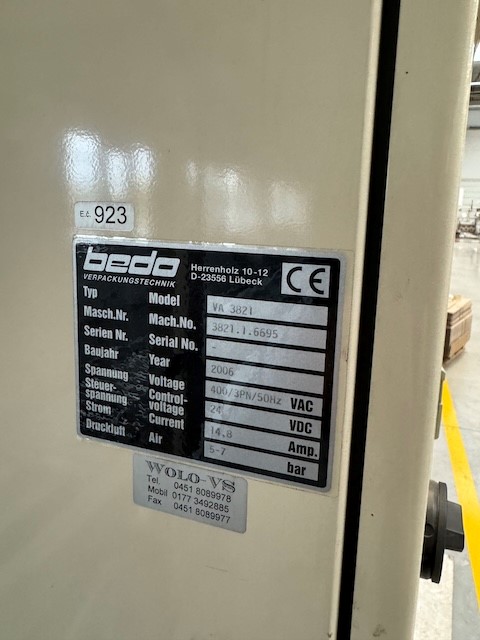 E.č. 923
bedo
VERPACKUNGSTECHNIK
Herrenholz 10-12
D-23556 Lübeck
CE
Typ Model VA 3821
Masch.Nr. Mach.No. 3821.1.6695
Serien Nr. Serial No. -
Baujahr Year 2006
Spannung Voltage 400/3PN/50Hz VAC
Steuer-spannung Control-voltage 24 VDC
Strom Current 14.8 Amp.
Druckluft Air 5-7 bar
WOLO-VS
Tel. 0451 8089978
Mobil 0177 3492885
Fax 0451 8089977